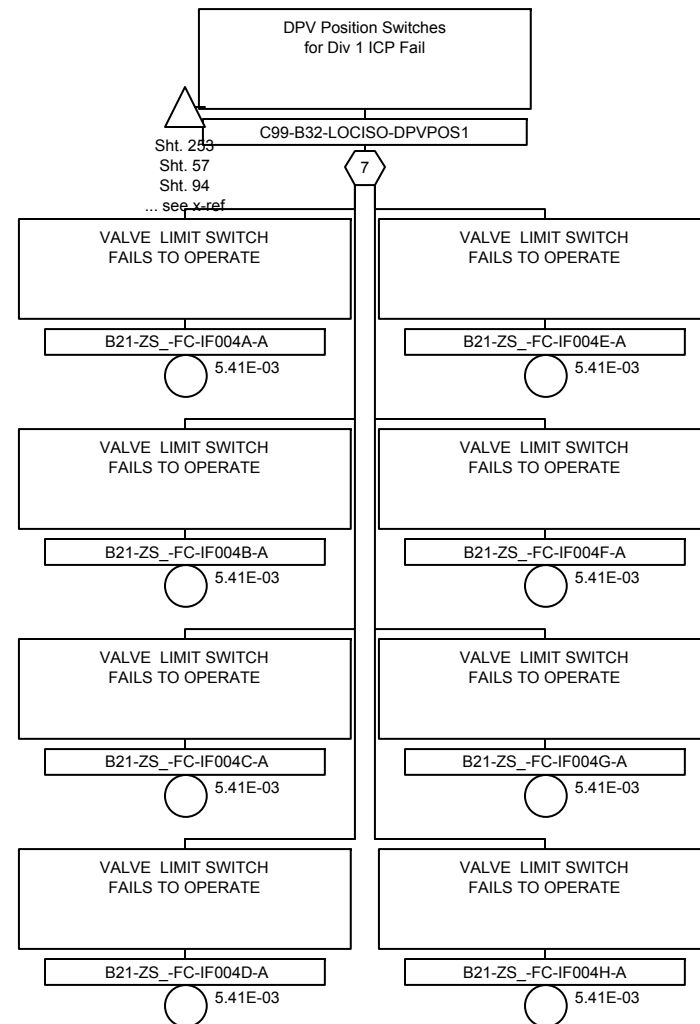 DPV Position Switches
for Div 1 ICP Fail
C99-B32-LOCISO-DPVPOS1
Sht. 253
Sht. 57
Sht. 94
... see x-ref
7
VALVE LIMIT SWITCH
FAILS TO OPERATE
B21-ZS_-FC-IF004A-A
5.41E-03
VALVE LIMIT SWITCH
FAILS TO OPERATE
B21-ZS_-FC-IF004E-A
5.41E-03
VALVE LIMIT SWITCH
FAILS TO OPERATE
B21-ZS_-FC-IF004B-A
5.41E-03
VALVE LIMIT SWITCH
FAILS TO OPERATE
B21-ZS_-FC-IF004F-A
5.41E-03
VALVE LIMIT SWITCH
FAILS TO OPERATE
B21-ZS_-FC-IF004C-A
5.41E-03
VALVE LIMIT SWITCH
FAILS TO OPERATE
B21-ZS_-FC-IF004G-A
5.41E-03
VALVE LIMIT SWITCH
FAILS TO OPERATE
B21-ZS_-FC-IF004D-A
5.41E-03
VALVE LIMIT SWITCH
FAILS TO OPERATE
B21-ZS_-FC-IF004H-A
5.41E-03